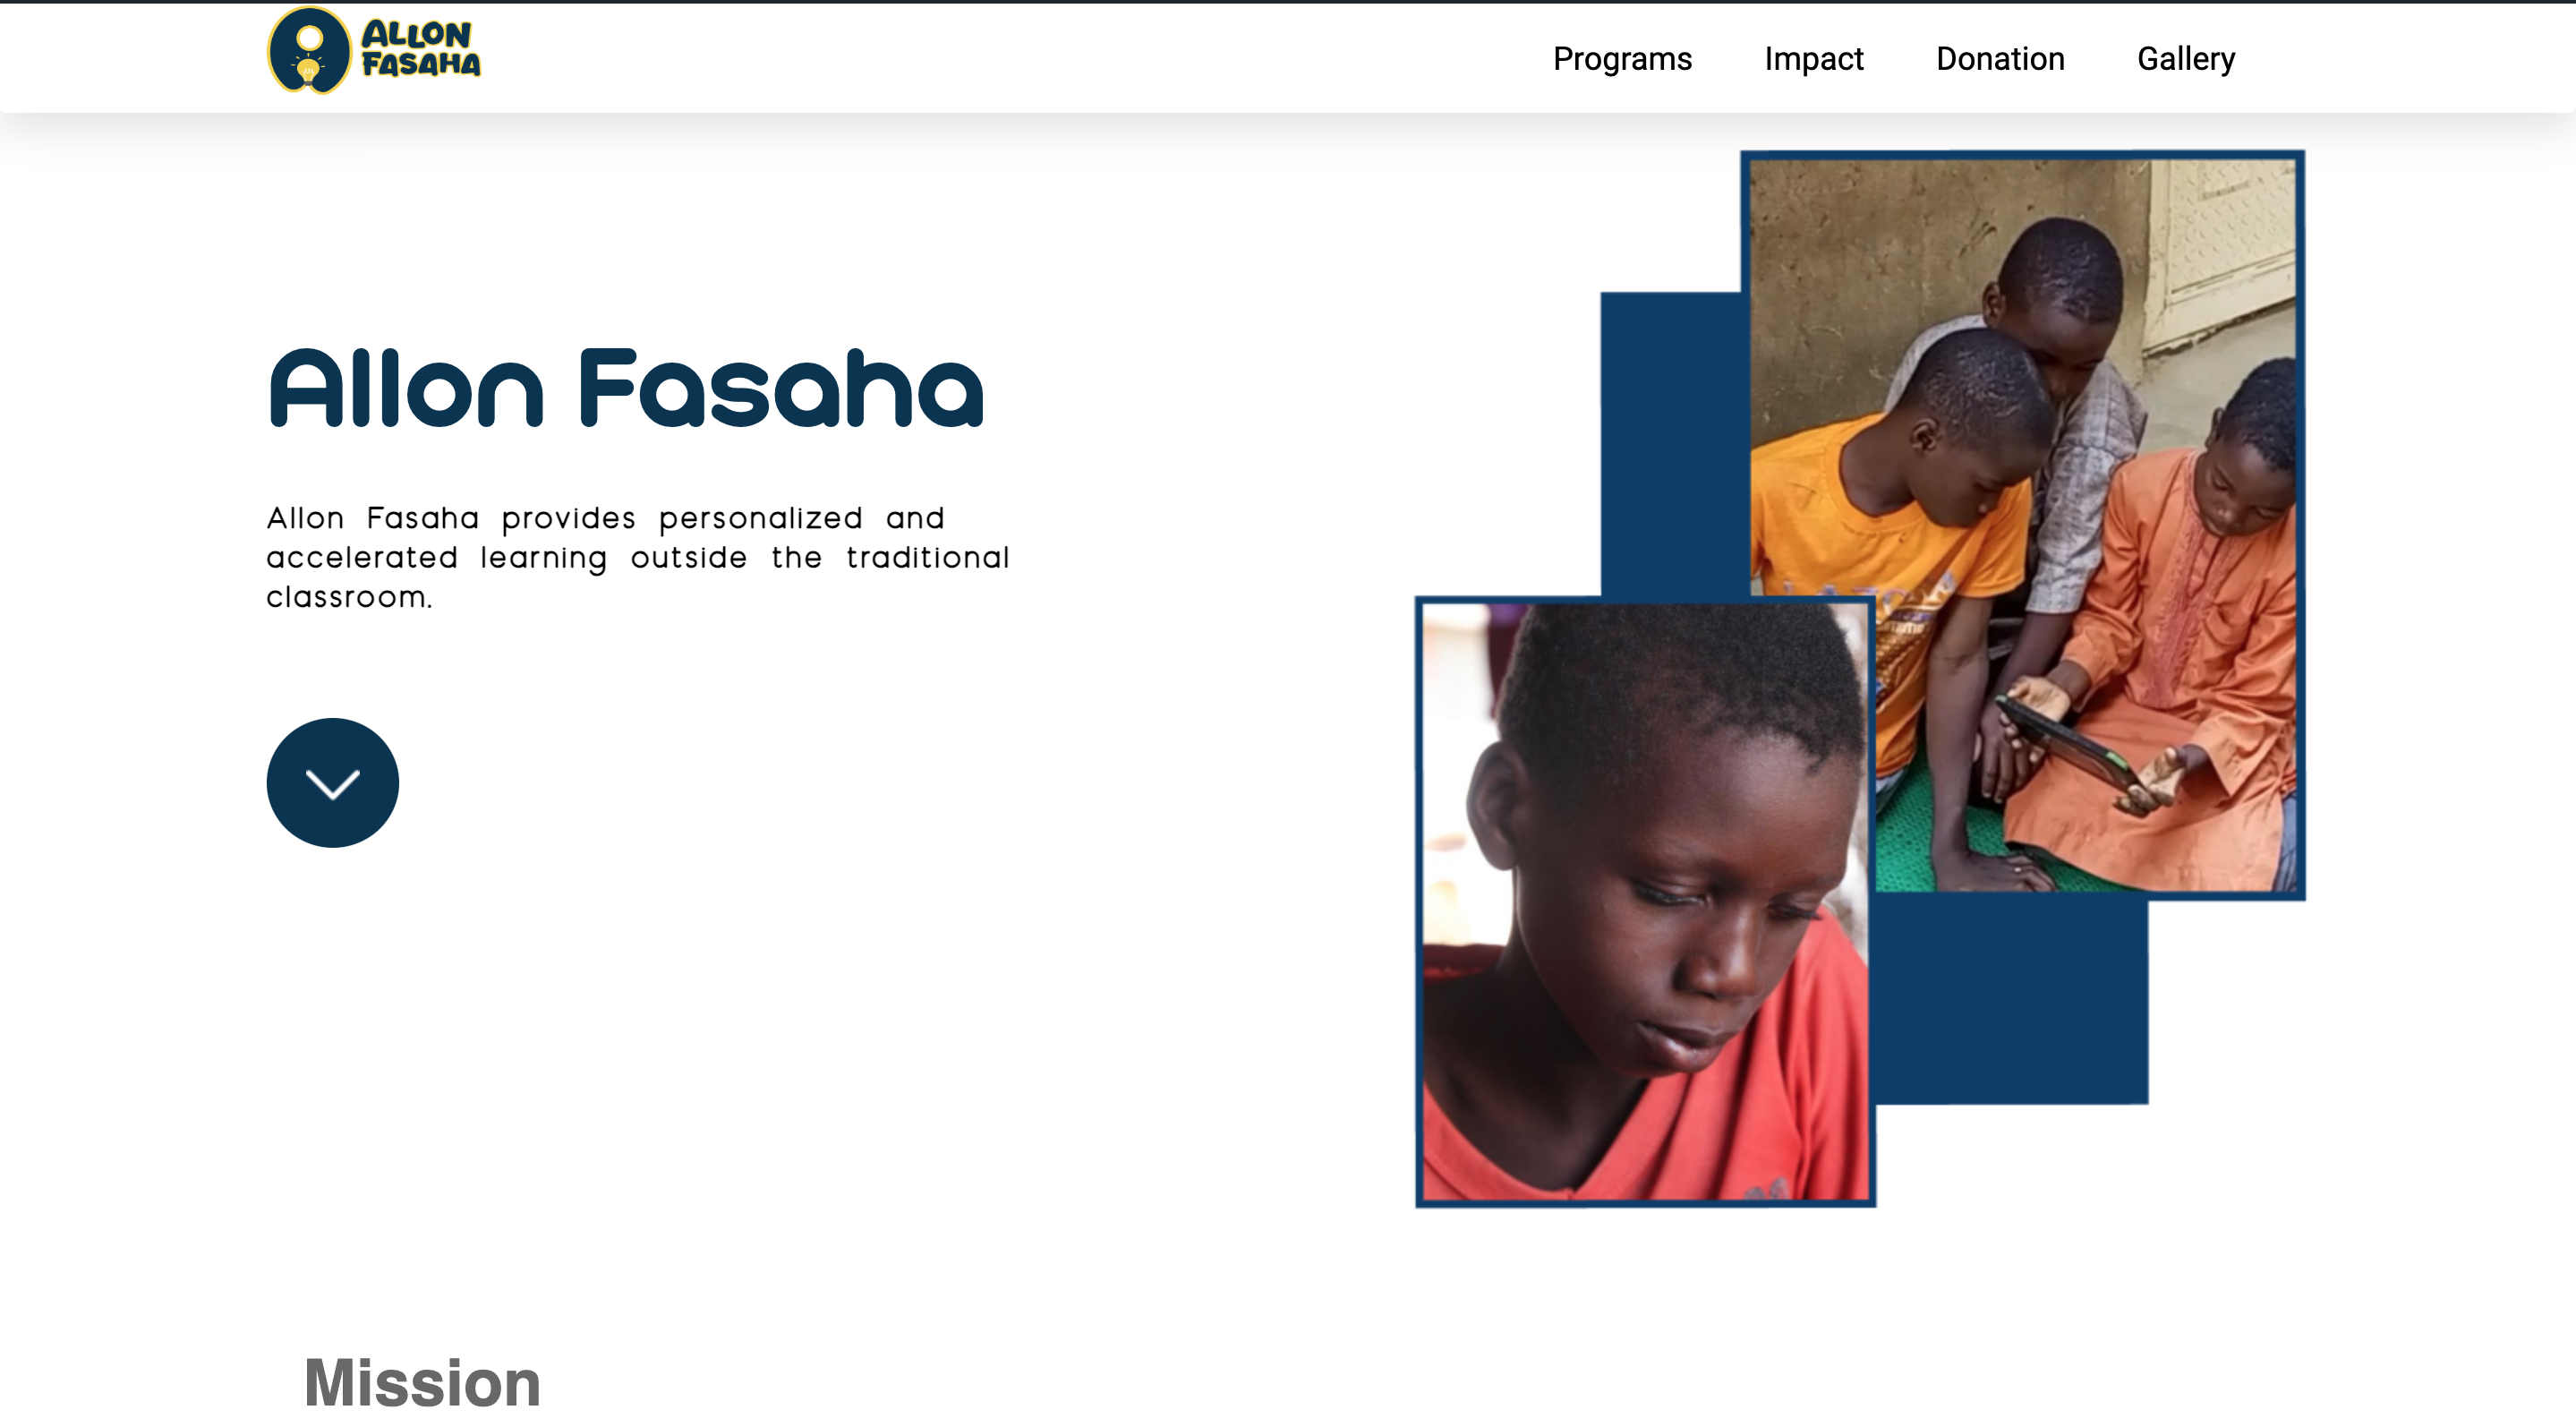 ALLON
FASAHA
Programs Impact Donation Gallery
Allon Fasaha
Allon Fasaha provides personalized and
accelerated learning outside the traditional
classroom.
Mission